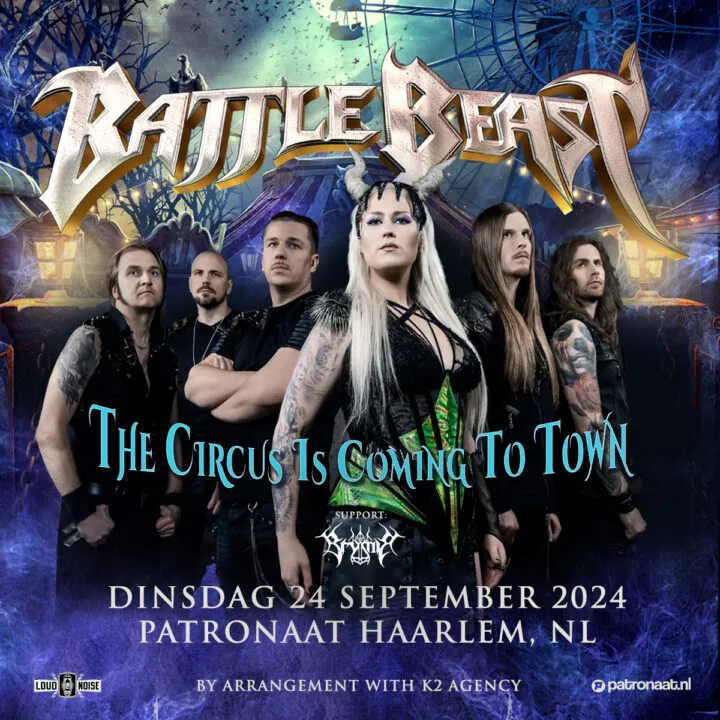 BATTLE BEAST
THE CIRCUS IS COMING TO TOWN
SUPPORT:
BRYMIR
DINSDAG 24 SEPTEMBER 2024
PATRONAAT HAARLEM, NL
LOUD NOISE
BY ARRANGEMENT WITH K2 AGENCY
patronaat.nl